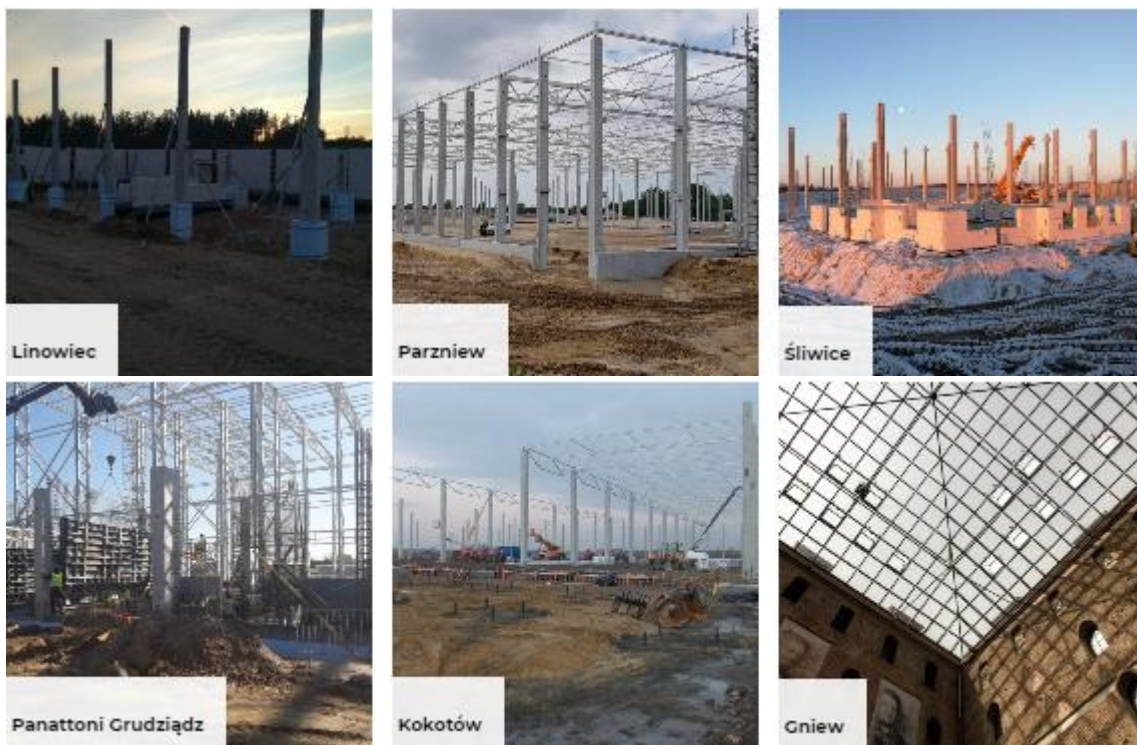 Linowiec
Parzniew
Śliwice
Panattoni Grudziądz
Kokotów
Gniew